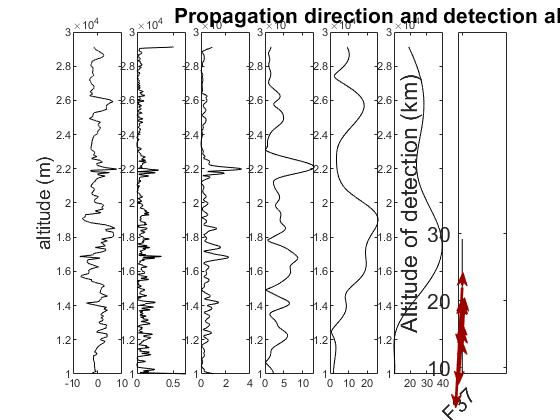 Propagation direction and detection al
×10⁴
3
2.8
2.6
2.4
2.2
2
1.8
1.6
1.4
1.2
1
altitude (m)
-10 0 10
0 0.5
0 2 4
0 5 10
0 10 20
20 30 40
Altitude of detection (km)
30
20
10
F 37